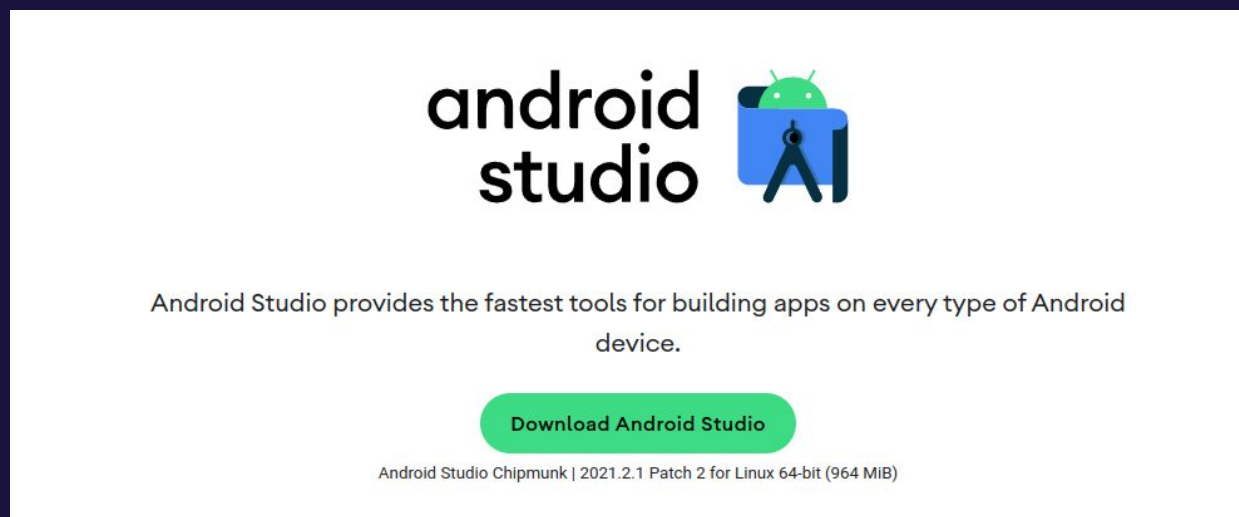 android
studio
Android Studio provides the fastest tools for building apps on every type of Android
device.
Download Android Studio
Android Studio Chipmunk | 2021.2.1 Patch 2 for Linux 64-bit (964 MiB)